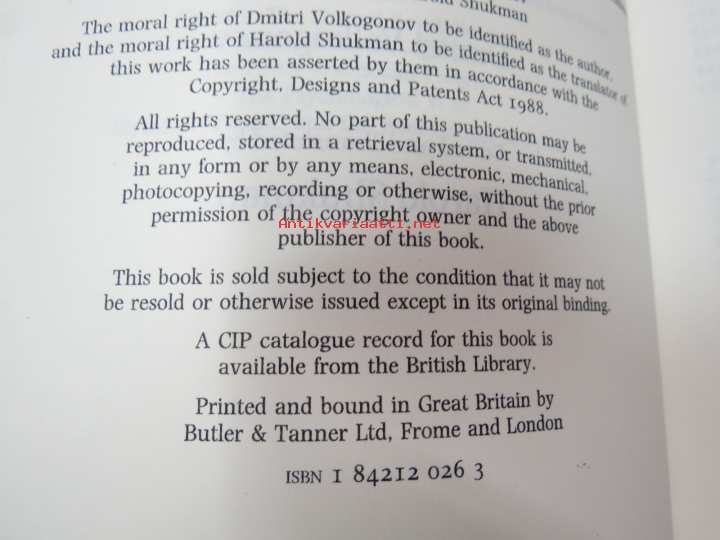 Shukman
The moral right of Dmitri Volkogonov to be identified as the author,
and the moral right of Harold Shukman to be identified as the translator of
this work has been asserted by them in accordance with the
Copyright, Designs and Patents Act 1988.
All rights reserved. No part of this publication may be
reproduced, stored in a retrieval system, or transmitted,
in any form or by any means, electronic, mechanical,
photocopying, recording or otherwise, without the prior
permission of the copyright owner and the above
Antikvariaatti.net
publisher of this book.
This book is sold subject to the condition that it may not
be resold or otherwise issued except in its original binding.
A CIP catalogue record for this book is
available from the British Library.
Printed and bound in Great Britain by
Butler & Tanner Ltd, Frome and London
ISBN 1 84212 026 3